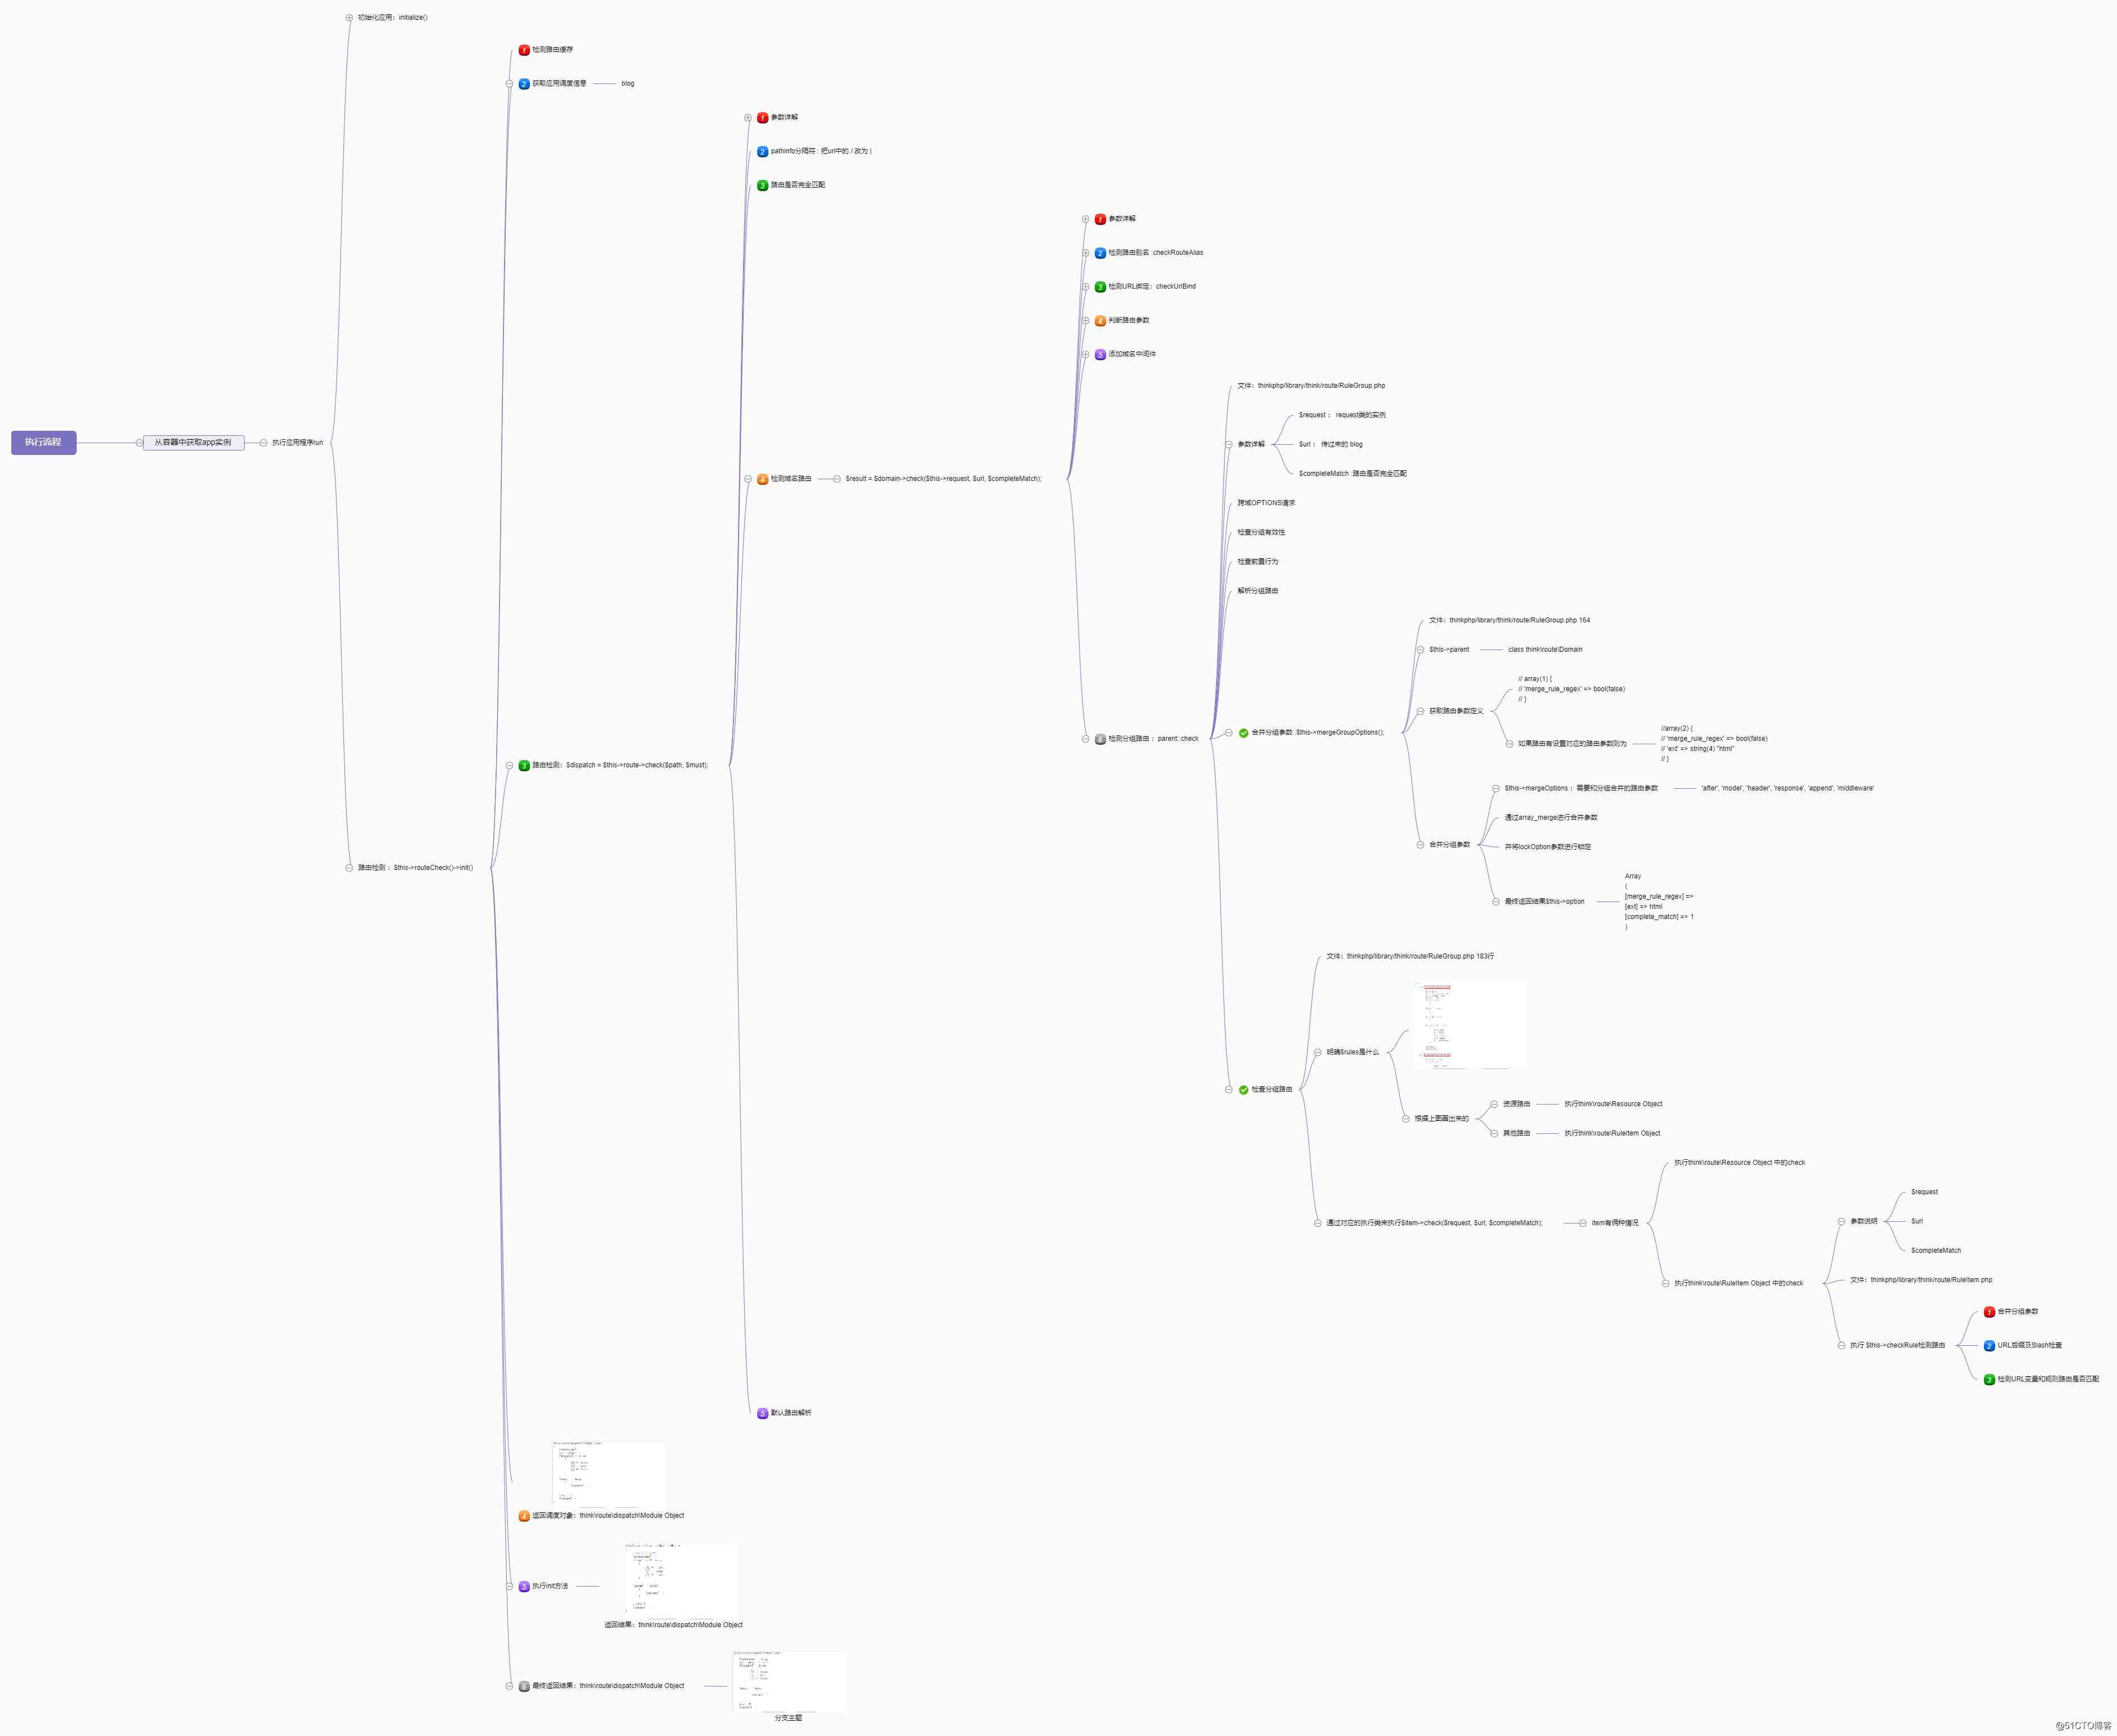 执行流程
从容器中获取app实例
执行应用程序run
初始化应用：initialize()
路由检测 ：$this->routeCheck()->init()
1 检测路由缓存
2 获取应用调度信息
blog
3 路由检测：$dispatch = $this->route->check($path, $must);
1 参数详解
2 pathinfo分隔符 : 把url中的 / 改为 |
3 路由是否完全匹配
4 检测域名路由
$result = $domain->check($this->request, $url, $completeMatch);
1 参数详解
2 检测路由别名 :checkRouteAlias
3 检测URL绑定：checkUrlBind
4 判断路由参数
5 添加域名中间件
6 检测分组路由 ：parent::check
文件：thinkphp/library/think/route/RuleGroup.php
参数详解
$request ： request类的实例
$url ： 传过来的 blog
$completeMatch :路由是否完全匹配
跨域OPTIONS请求
检查分组有效性
检查前置行为
解析分组路由
合并分组参数 :$this->mergeGroupOptions();
文件：thinkphp/library/think/route/RuleGroup.php 164
$this->parent
class think\route\Domain
获取路由参数定义
// array(1) {
// 'merge_rule_regex' => bool(false)
// }
如果路由有设置对应的路由参数则为
//array(2) {
// 'merge_rule_regex' => bool(false)
// 'ext' => string(4) "html"
// }
合并分组参数
$this->mergeOptions ：需要和分组合并的路由参数
'after', 'model', 'header', 'response', 'append', 'middleware'
通过array_merge进行合并参数
并将lockOption参数进行锁定
最终返回结果$this->option
Array
(
[merge_rule_regex] =>
[ext] => html
[complete_match] => 1
)
检查分组路由
文件：thinkphp/library/think/route/RuleGroup.php 183行
明确$rules是什么
根据上图画出来的
资源路由
执行think\route\Resource Object
其他路由
执行think\route\RuleItem Object
通过对应的执行类来执行$item->check($request, $url, $completeMatch);
item有俩种情况
执行think\route\Resource Object 中的check
执行think\route\RuleItem Object 中的check
参数说明
$request
$url
$completeMatch
文件：thinkphp/library/think/route/RuleItem.php
执行 $this->checkRule检测路由
1 合并分组参数
2 URL后缀及Slash检查
3 检测URL变量和规则路由是否匹配
5 默认路由解析
4 返回调度对象：think\route\dispatch\Module Object
5 执行init方法
返回结果：think\route\dispatch\Module Object
6 最终返回结果：think\route\dispatch\Module Object
分支主题
@51CTO博客